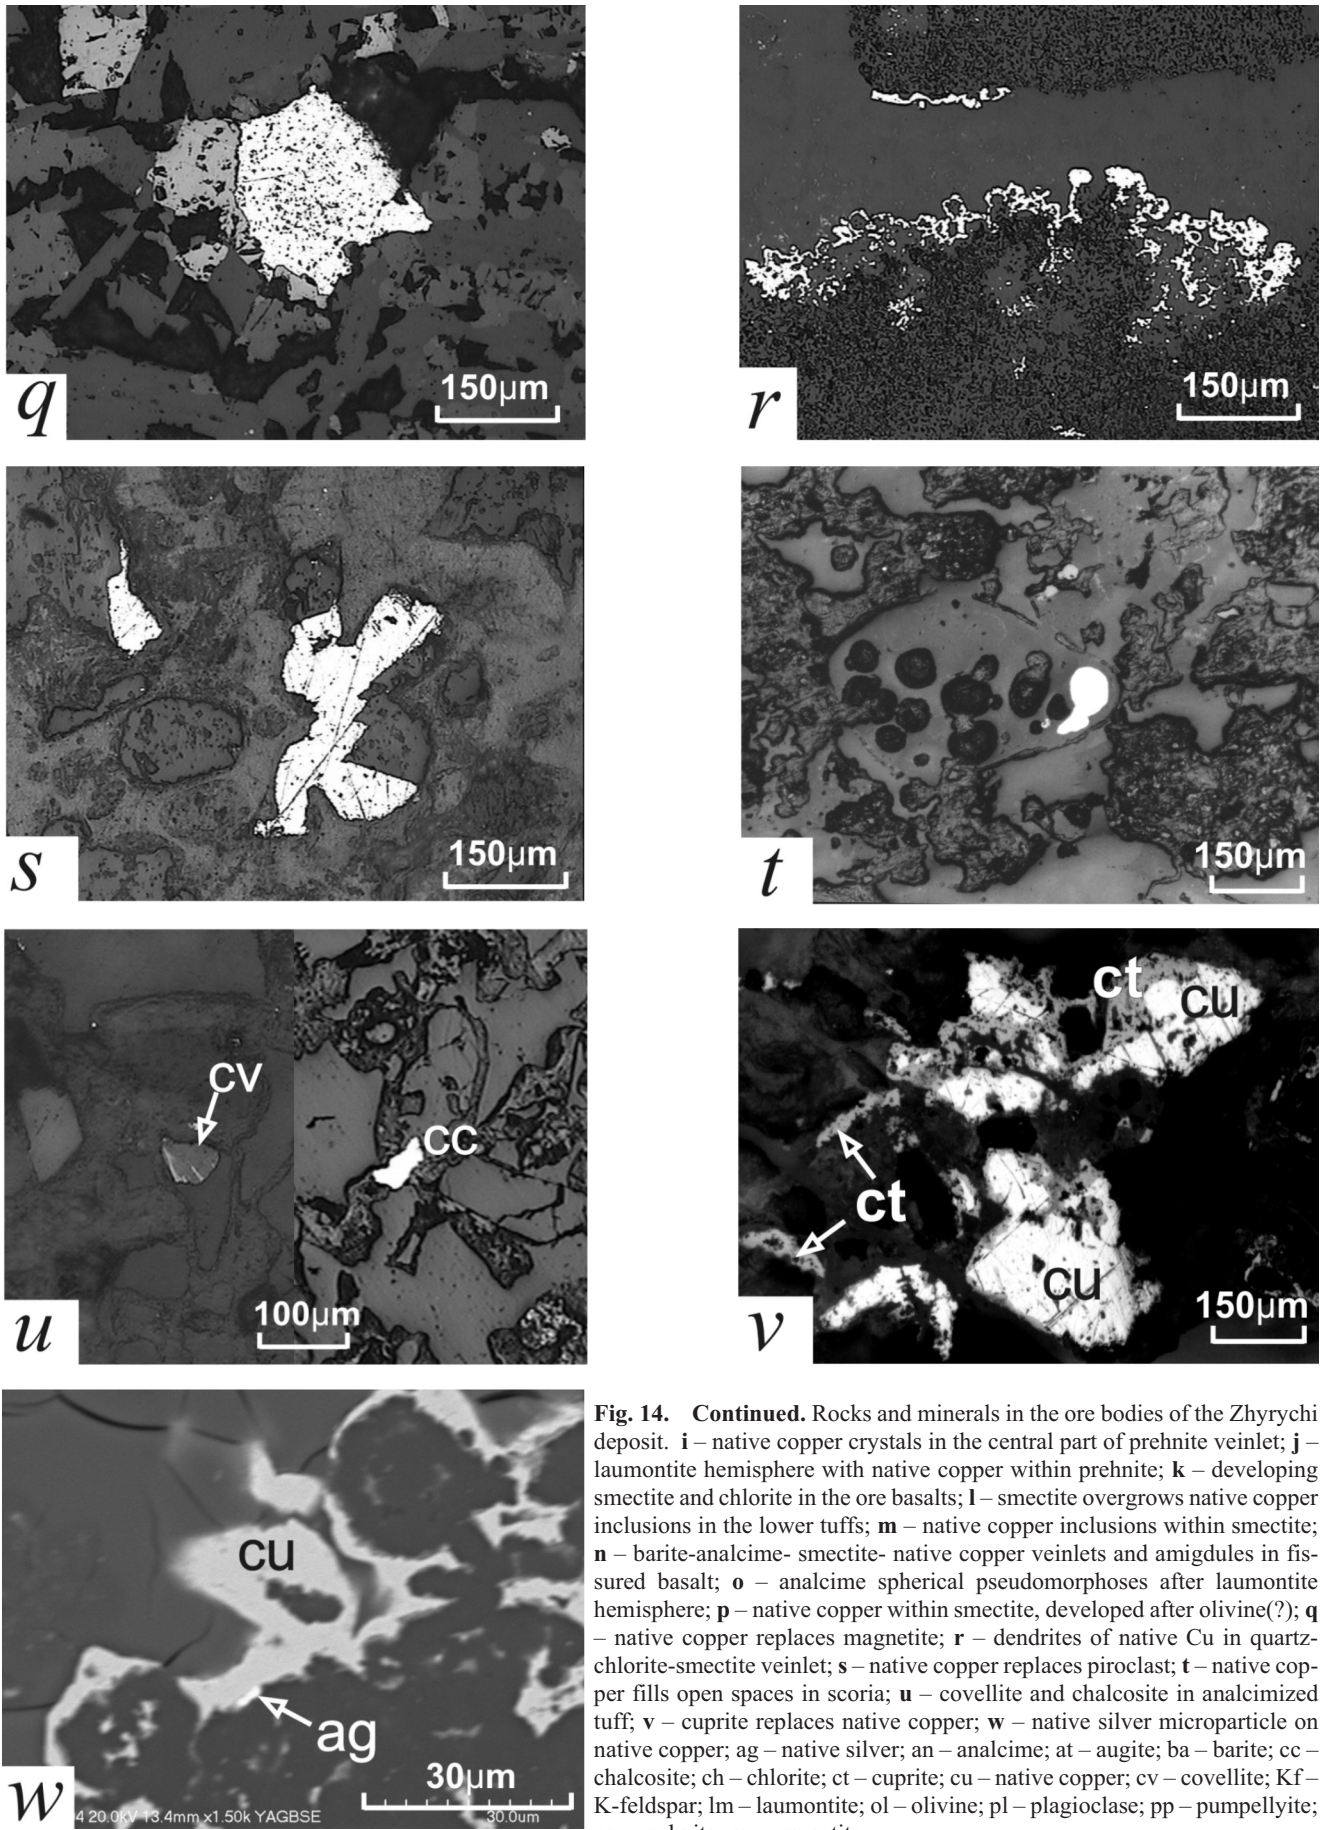 q
150µm
r
150µm
s
150µm
t
150µm
cv
cc
u
100µm
ct
cu
ct
cu
v
150µm
cu
ag
w
30µm
4 20.0kV 13.4mm x1.50k YAGBSE
30.0um
Fig. 14. Continued. Rocks and minerals in the ore bodies of the Zhyrychi
deposit. i – native copper crystals in the central part of prehnite veinlet; j –
laumontite hemisphere with native copper within prehnite; k – developing
smectite and chlorite in the ore basalts; l – smectite overgrows native copper
inclusions in the lower tuffs; m – native copper inclusions within smectite;
n – barite-analcime- smectite- native copper veinlets and amigdules in fis-
sured basalt; o – analcime spherical pseudomorphoses after laumontite
hemisphere; p – native copper within smectite, developed after olivine(?); q
– native copper replaces magnetite; r – dendrites of native Cu in quartz-
chlorite-smectite veinlet; s – native copper replaces piroclast; t – native cop-
per fills open spaces in scoria; u – covellite and chalcosite in analcimized
tuff; v – cuprite replaces native copper; w – native silver microparticle on
native copper; ag – native silver; an – analcime; at – augite; ba – barite; cc –
chalcosite; ch – chlorite; ct – cuprite; cu – native copper; cv – covellite; Kf –
K-feldspar; lm – laumontite; ol – olivine; pl – plagioclase; pp – pumpellyite;